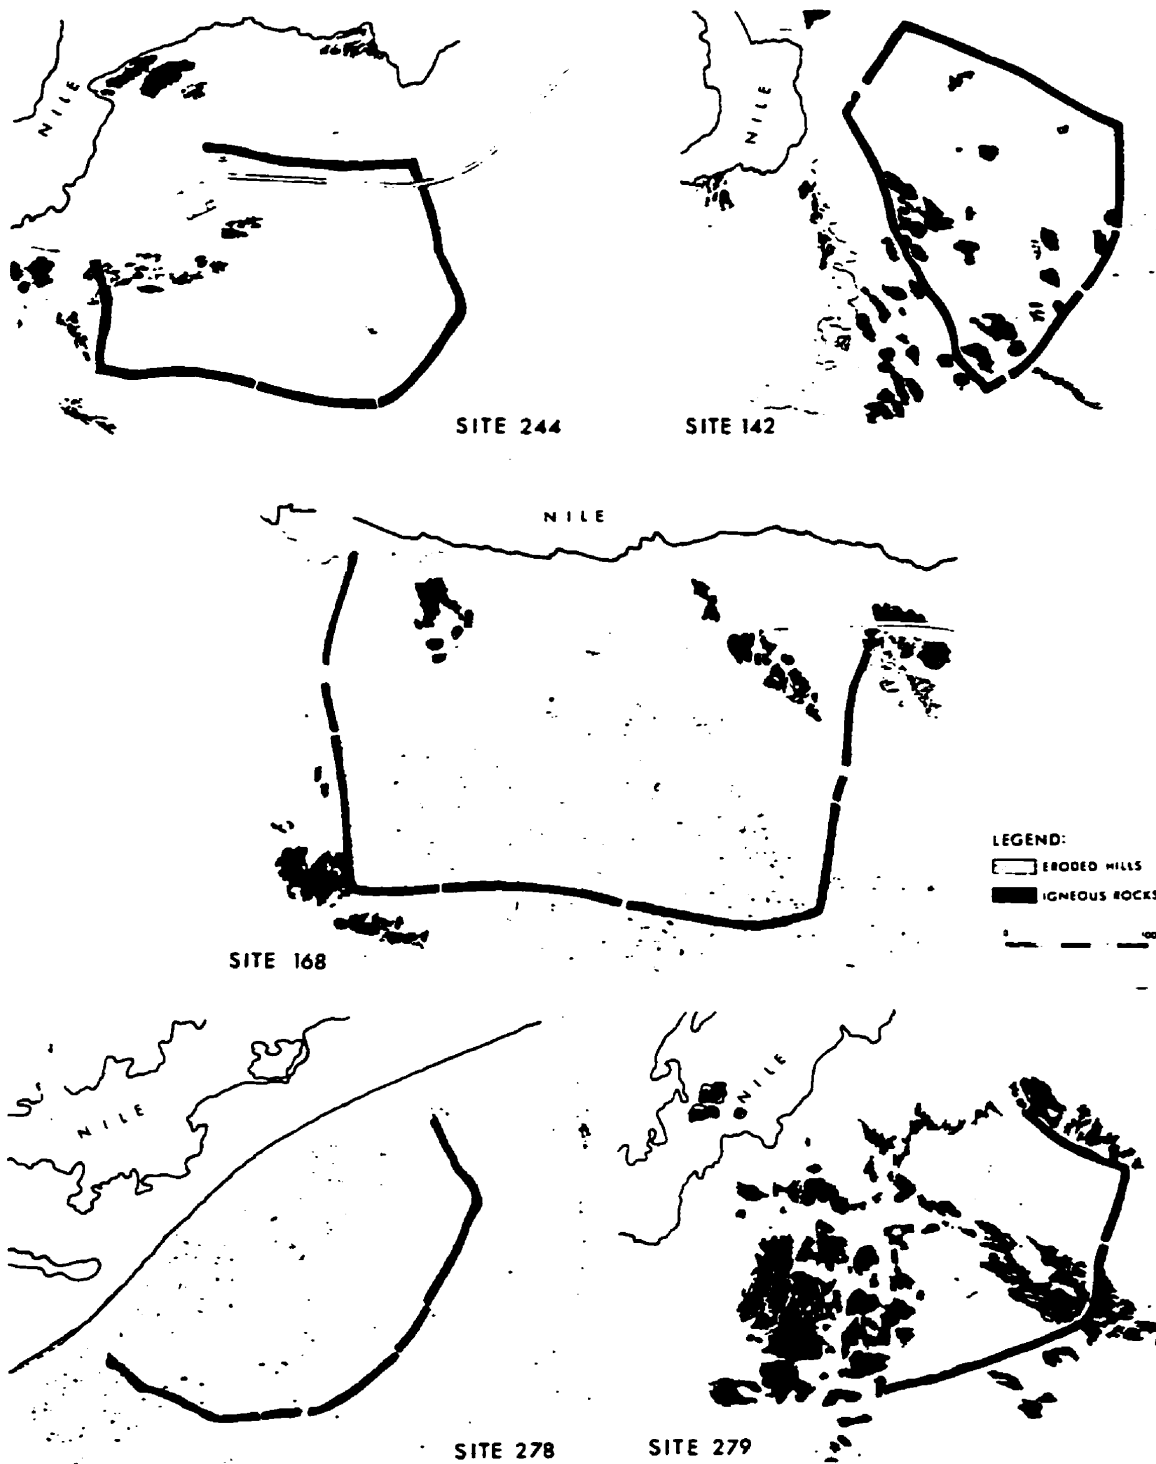 NILE
NILE
SITE 244
SITE 142
NILE
LEGEND:
ERODED HILLS
IGNEOUS ROCKS
SITE 168
NILE
NILE
SITE 278
SITE 279